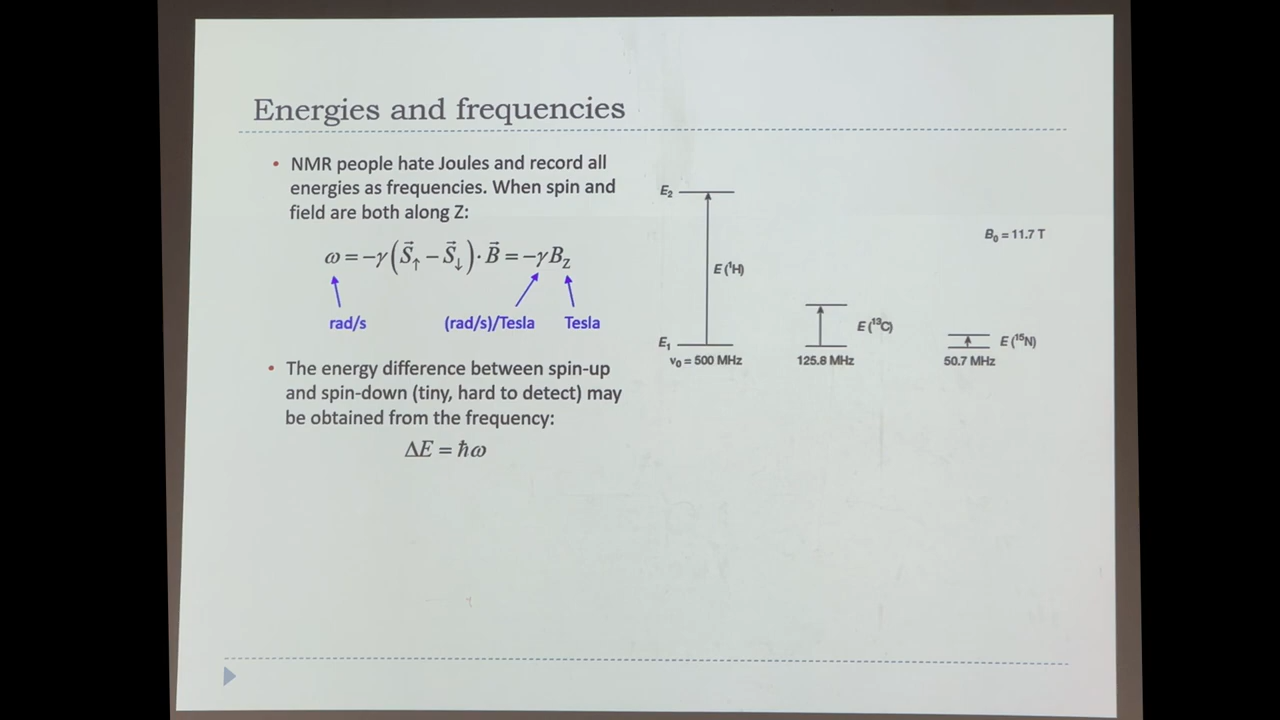 Energies and frequencies
• NMR people hate Joules and record all
energies as frequencies. When spin and
field are both along Z:
ω = −γ(S⃗↑ − S⃗↓)·B⃗ = −γB_Z
rad/s
(rad/s)/Tesla
Tesla
• The energy difference between spin-up
and spin-down (tiny, hard to detect) may
be obtained from the frequency:
ΔE = ħω
E₂
B₀ = 11.7 T
E (¹H)
E (¹³C)
E (¹⁵N)
E₁
ν₀ = 500 MHz
125.8 MHz
50.7 MHz